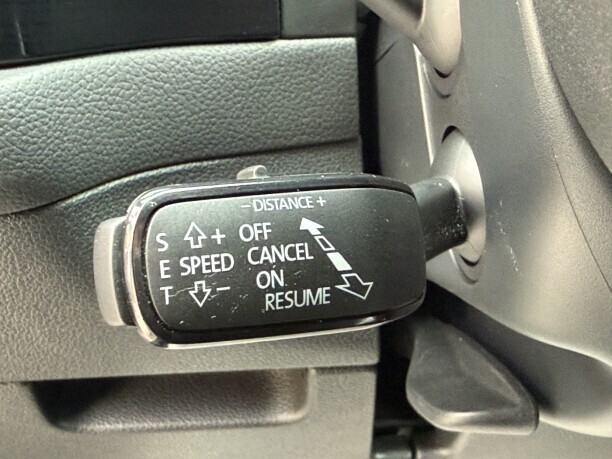 − DISTANCE +
S + OFF
E SPEED CANCEL
ON
T − RESUME